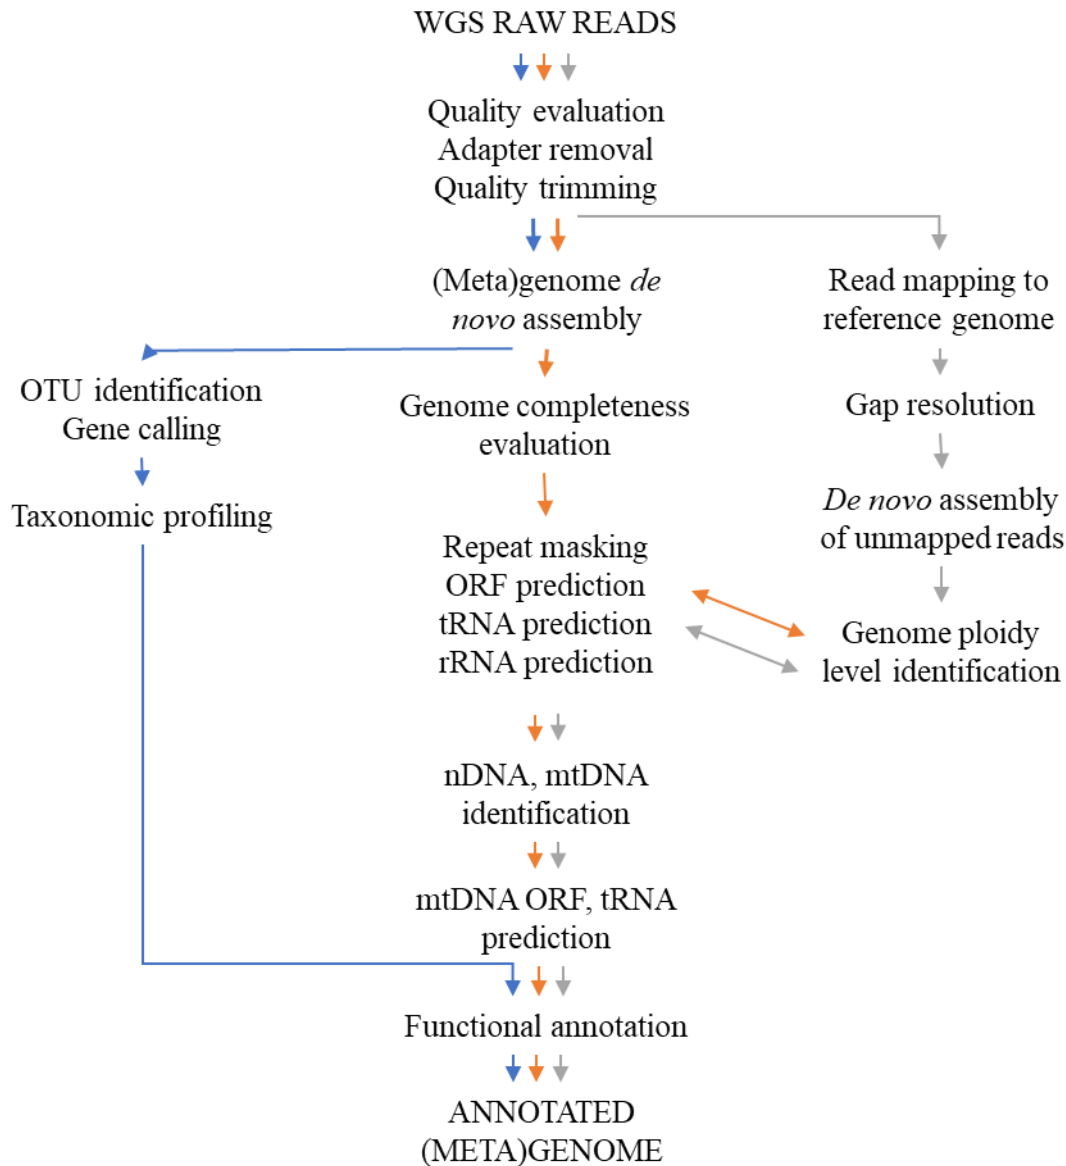 WGS RAW READS
Quality evaluation
Adapter removal
Quality trimming
(Meta)genome de
novo assembly
Read mapping to
reference genome
OTU identification
Gene calling
Genome completeness
evaluation
Gap resolution
Taxonomic profiling
De novo assembly
of unmapped reads
Repeat masking
ORF prediction
tRNA prediction
rRNA prediction
Genome ploidy
level identification
nDNA, mtDNA
identification
mtDNA ORF, tRNA
prediction
Functional annotation
ANNOTATED
(META)GENOME